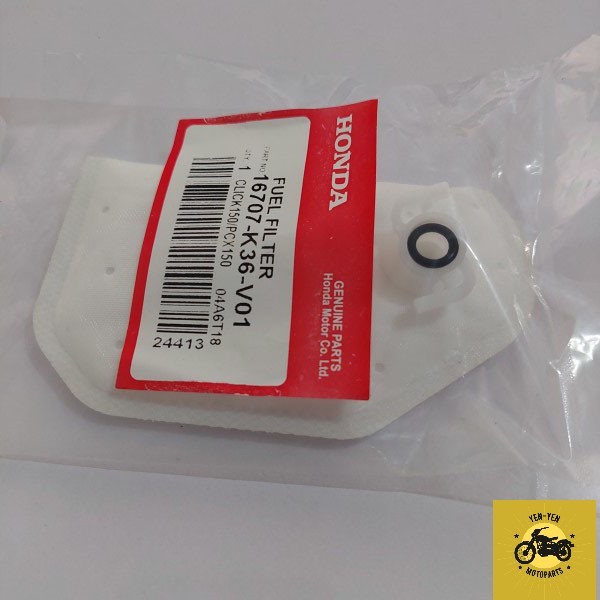 HONDA
GENUINE PARTS
Honda Motor Co. Ltd.
FUEL FILTER
PART NO. 16707-K36-V01
QTY. 1 CLICK150/PCX150
04A6T18
24413
YEN-YEN
MOTOPARTS